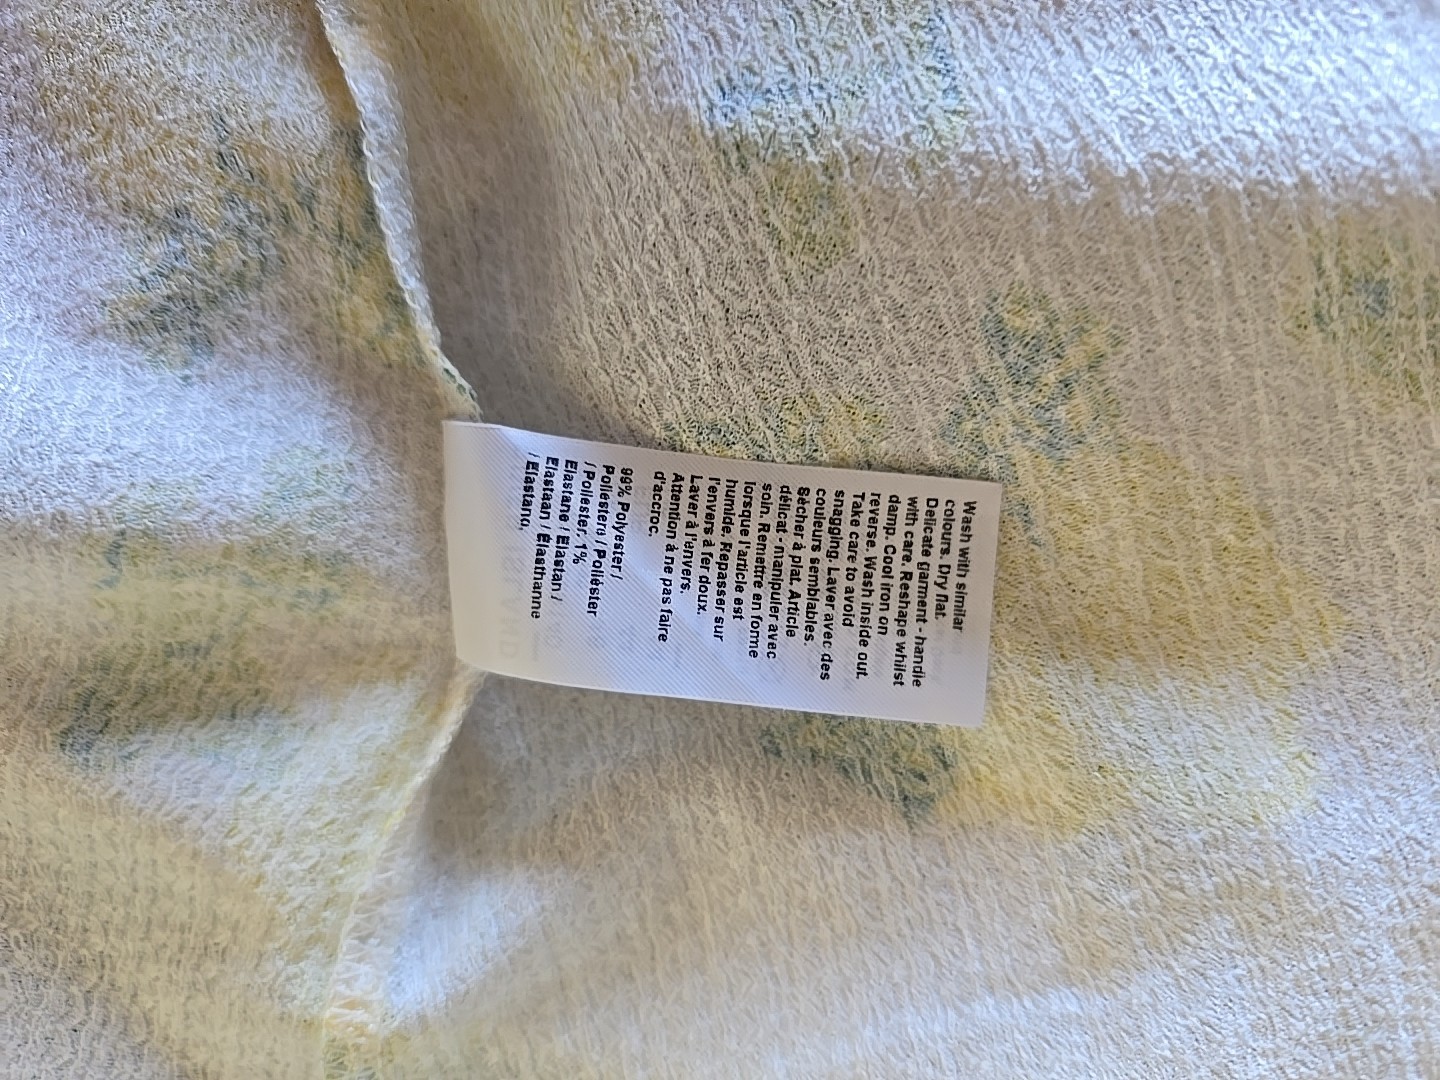 Wash with similar
colours. Dry flat.
Delicate garment - handle
with care. Reshape whilst
damp. Cool iron on
reverse. Wash inside out.
Take care to avoid
snagging. Laver avec des
couleurs semblables.
Sècher à plat. Article
délicat - manipuler avec
soin. Remettre en forme
lorsque l'article est
humide. Repasser sur
l'envers à fer doux.
Laver à l'envers.
Attention à ne pas faire
d'accroc.
99% Polyester /
Poliestere / Poliéster
/ Poliester. 1%
Elastane / Elastan /
Elastaan / Élasthanne
/ Elastano.